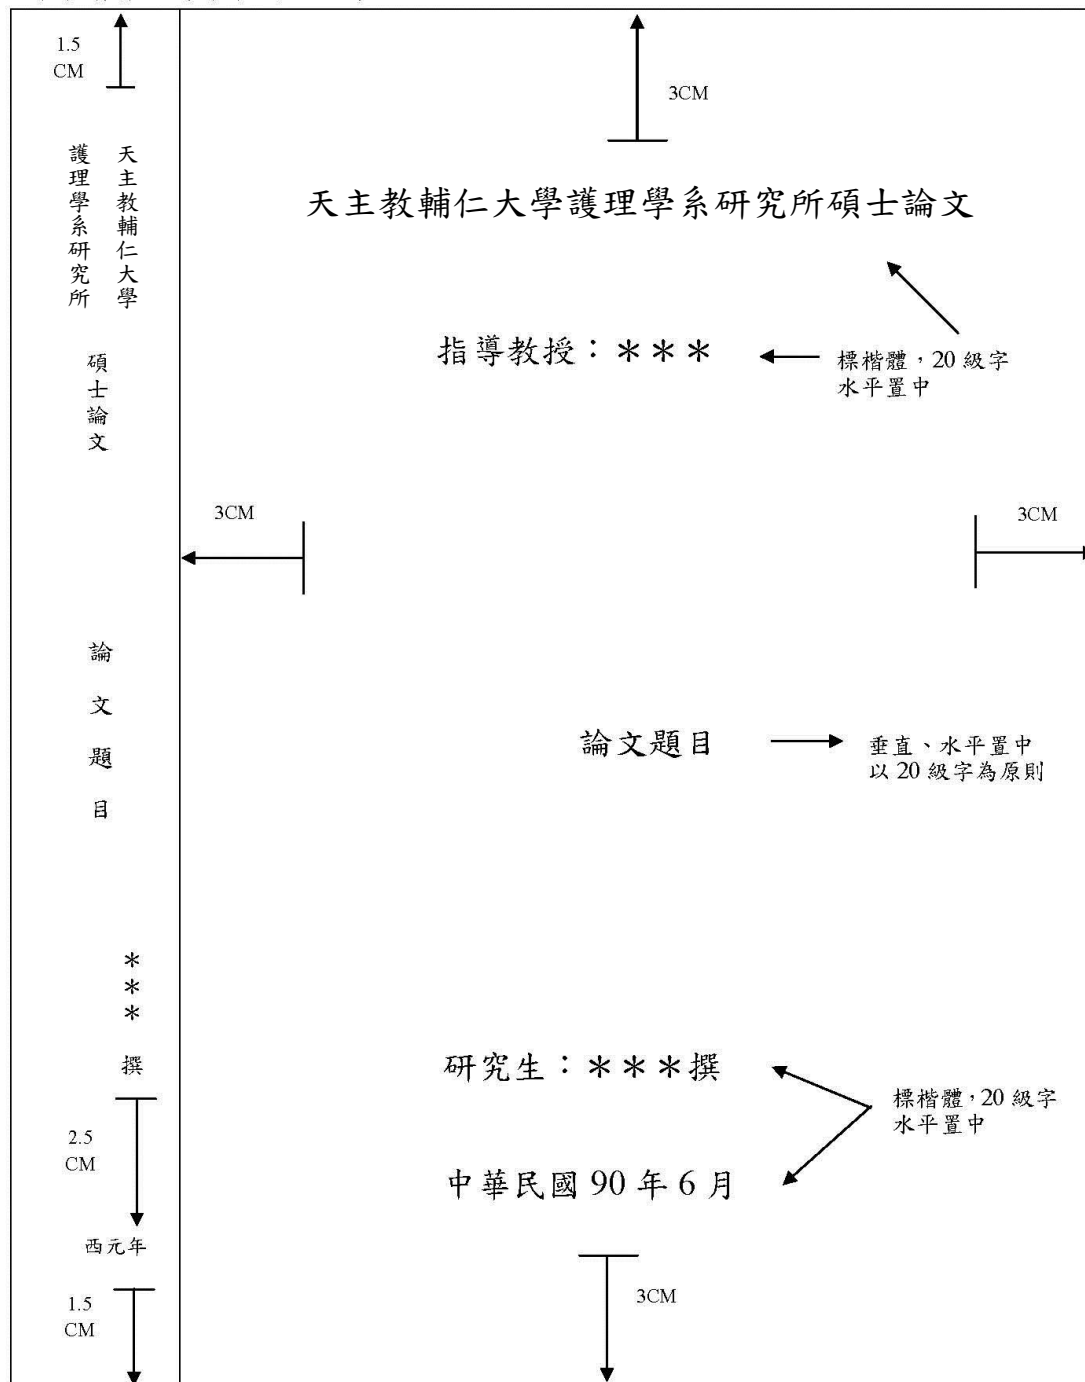 1.5
CM
天主教輔仁大學
護理學系研究所
碩士論文
論文題目
＊＊＊撰
2.5
CM
西元年
1.5
CM
3CM
天主教輔仁大學護理學系研究所碩士論文
指導教授：＊＊＊
標楷體，20 級字
水平置中
3CM
3CM
論文題目
垂直、水平置中
以 20 級字為原則
研究生：＊＊＊撰
標楷體，20 級字
水平置中
中華民國 90 年 6 月
3CM